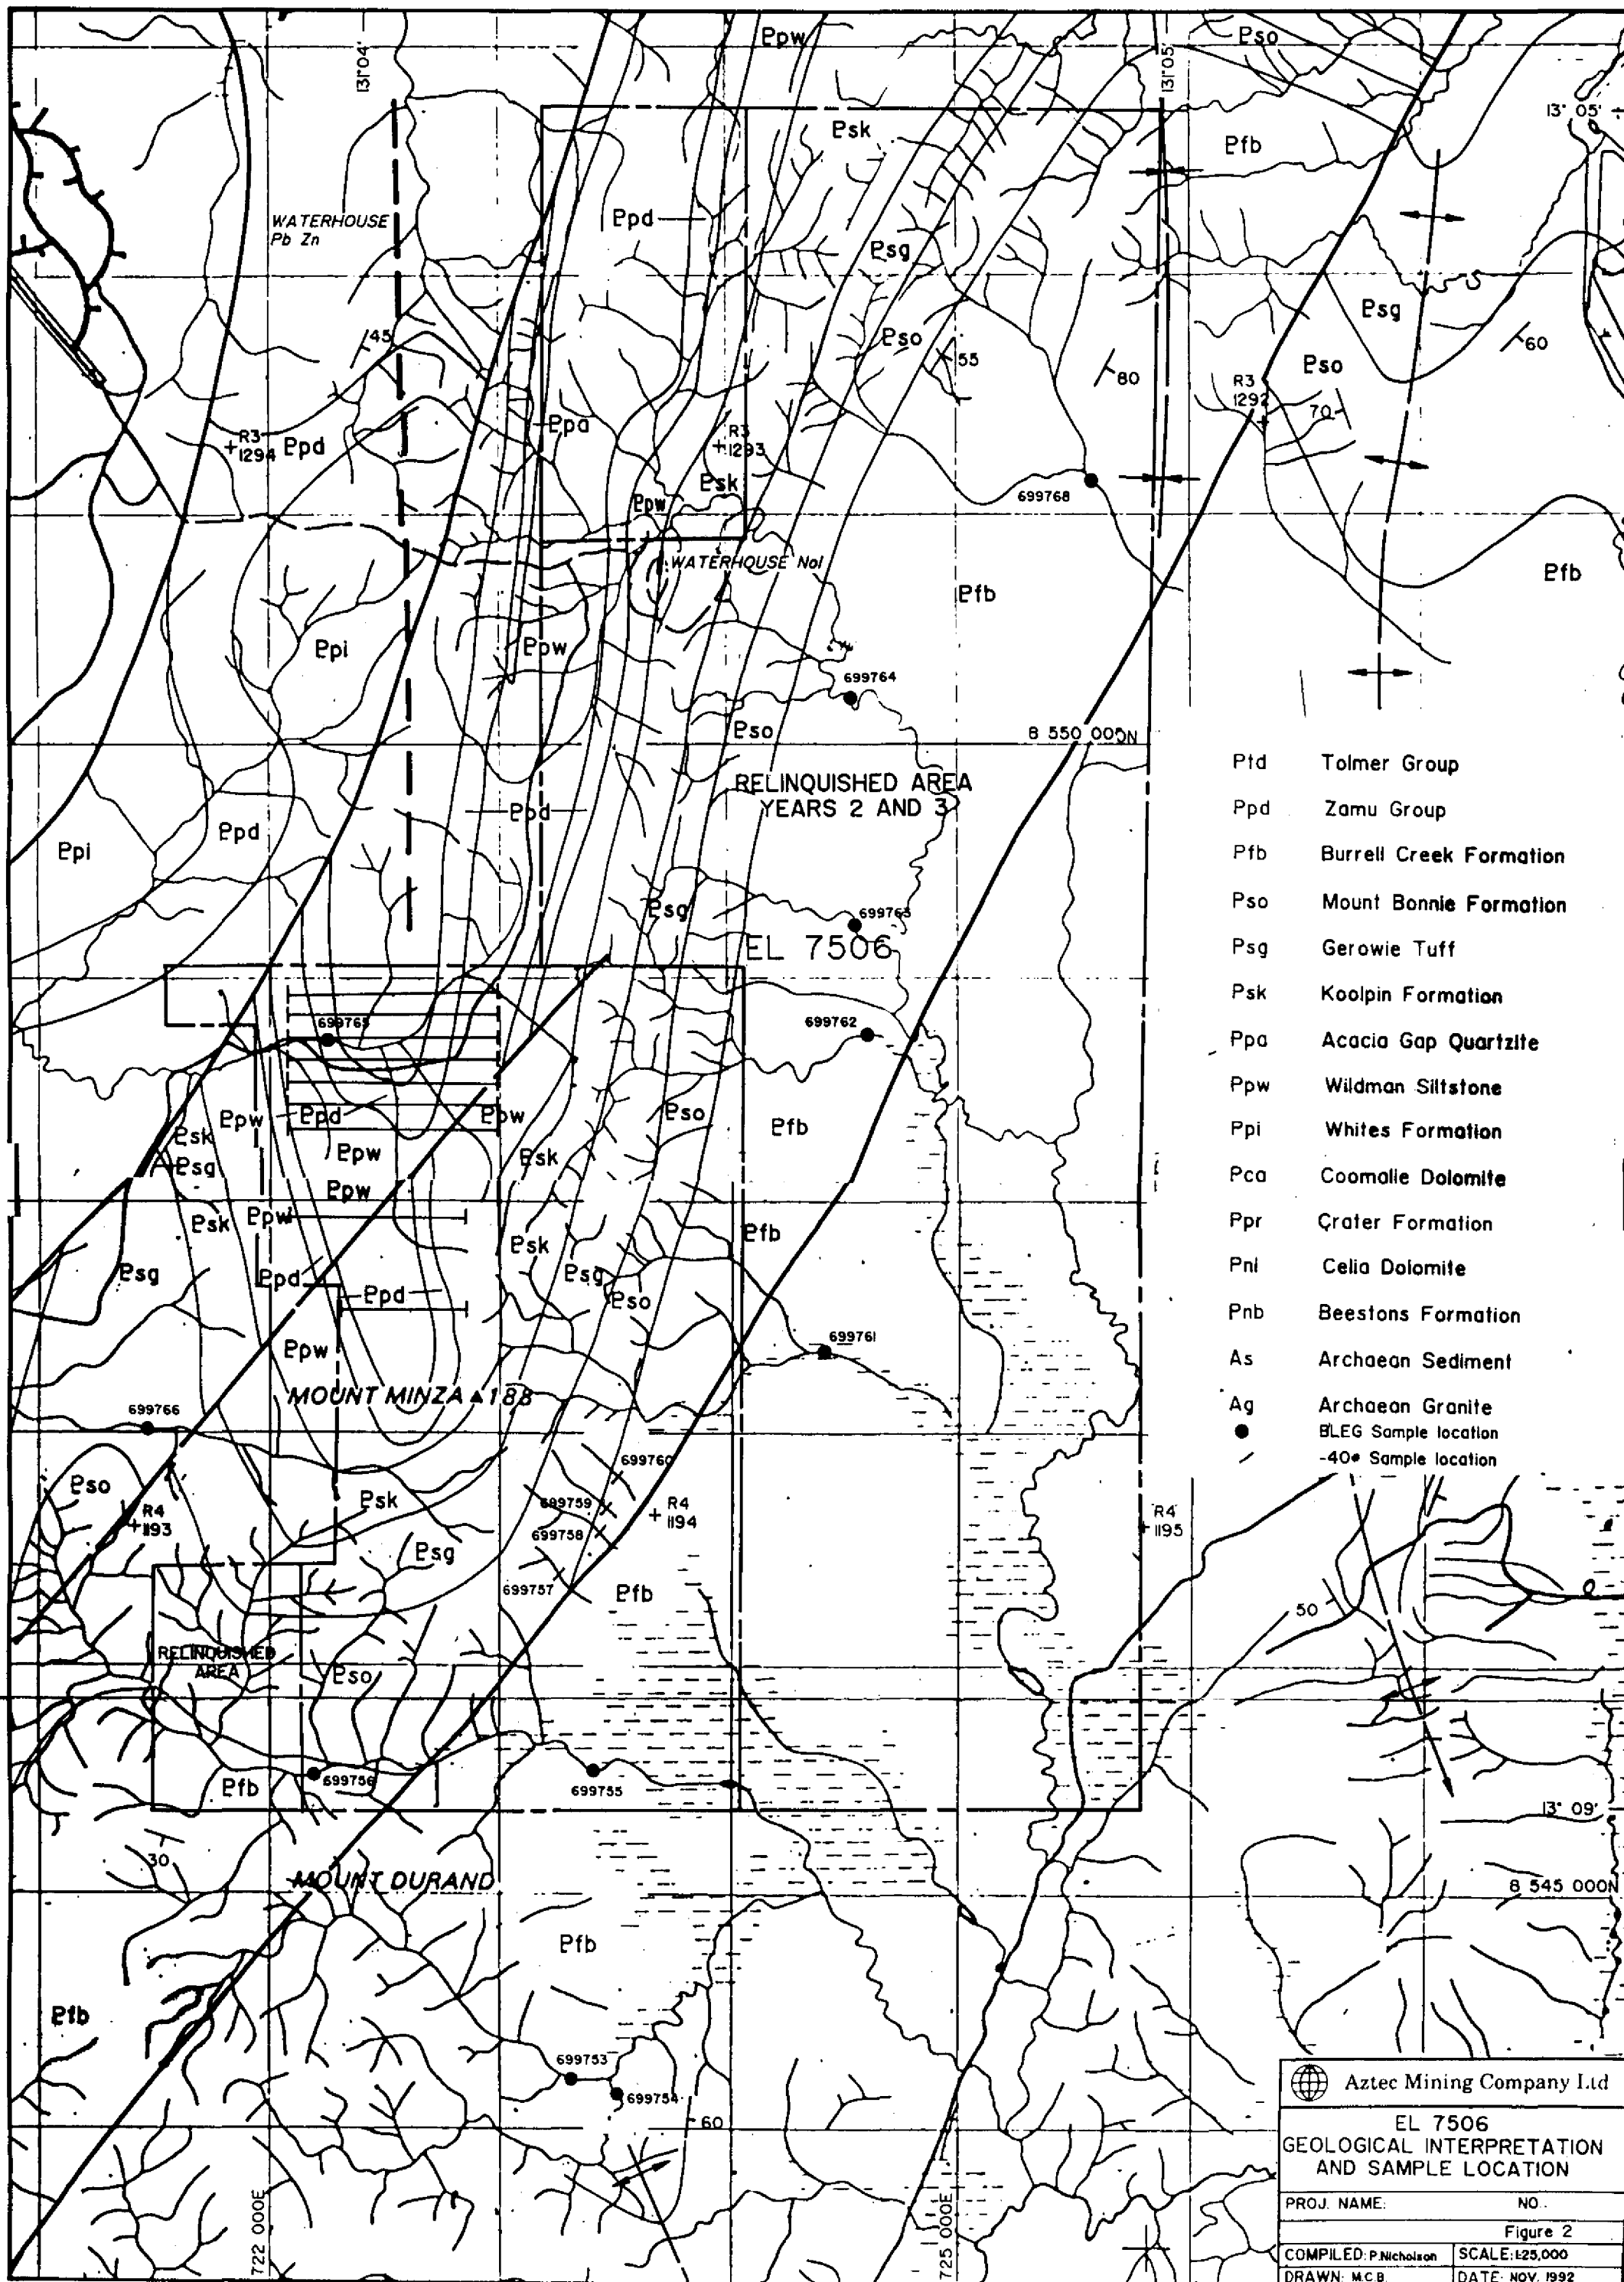 Ppw
Pso
131°04'
131°05'
13° 05'
Psk
Pfb
WATERHOUSE
Pb Zn
Ppd
Psg
Psg
45
Pso
55
80
60
Pso
R3
1292
70
Ppa
R3
1294
Ppd
R3
1293
Psk
699768
Ppw
WATERHOUSE No1
Pfb
Pfb
Ppi
Ppw
699764
Pso
8 550 000N
RELINQUISHED AREA
YEARS 2 AND 3
Ppd
Ppd
Ppi
Psg
699763
EL 7506
699765
699762
Ppw
Ppd
Ppw
Pso
Pfb
Psk
Psg
Ppw
Psk
Ppw
Psk
Ppw
Psk
Pfb
Psg
Ppd
Psg
Ppd
Pso
Ppw
699761
MOUNT MINZA ▲ 188
699766
699760
Pso
Psk
699759
R4
1193
R4
1194
R4
1195
699758
Psg
699757
Pfb
50
RELINQUISHED
AREA
Pso
Pfb
699756
699755
13° 09'
30
MOUNT DURAND
8 545 000N
Pfb
Pfb
699753
699754
60
722 000E
725 000E
Ptd Tolmer Group
Ppd Zamu Group
Pfb Burrell Creek Formation
Pso Mount Bonnie Formation
Psg Gerowie Tuff
Psk Koolpin Formation
Ppa Acacia Gap Quartzite
Ppw Wildman Siltstone
Ppi Whites Formation
Pca Coomalie Dolomite
Ppr Crater Formation
Pnl Celia Dolomite
Pnb Beestons Formation
As Archaean Sediment
Ag Archaean Granite
BLEG Sample location
-40# Sample location
Aztec Mining Company Ltd
EL 7506
GEOLOGICAL INTERPRETATION
AND SAMPLE LOCATION
PROJ. NAME: NO.:
Figure 2
COMPILED: P.Nicholson SCALE: 1:25,000
DRAWN: M.C.B. DATE: NOV. 1992